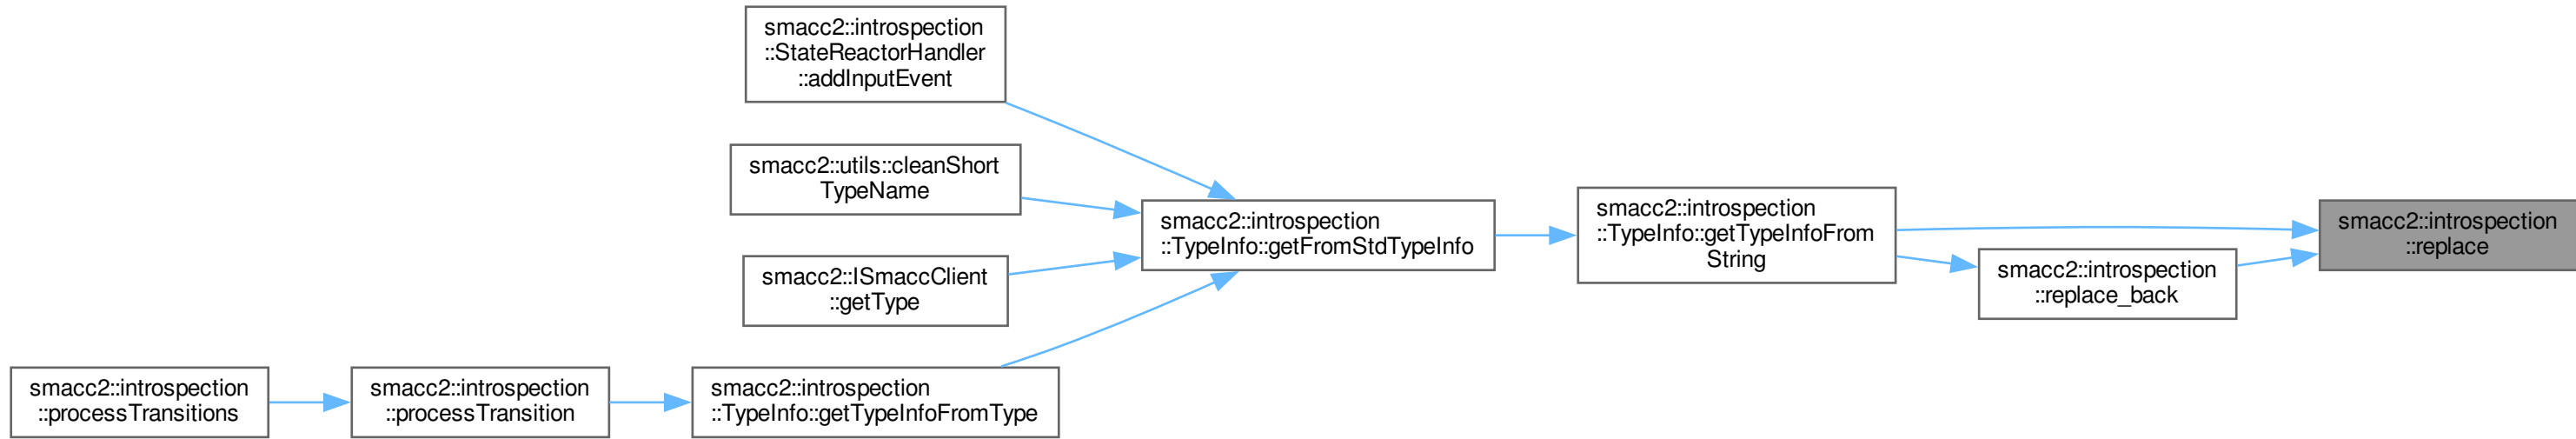 smacc2::introspection
::StateReactorHandler
::addInputEvent
smacc2::utils::cleanShort
TypeName
smacc2::ISmaccClient
::getType
smacc2::introspection
::processTransitions
smacc2::introspection
::processTransition
smacc2::introspection
::TypeInfo::getTypeInfoFromType
smacc2::introspection
::TypeInfo::getFromStdTypeInfo
smacc2::introspection
::TypeInfo::getTypeInfoFrom
String
smacc2::introspection
::replace_back
smacc2::introspection
::replace